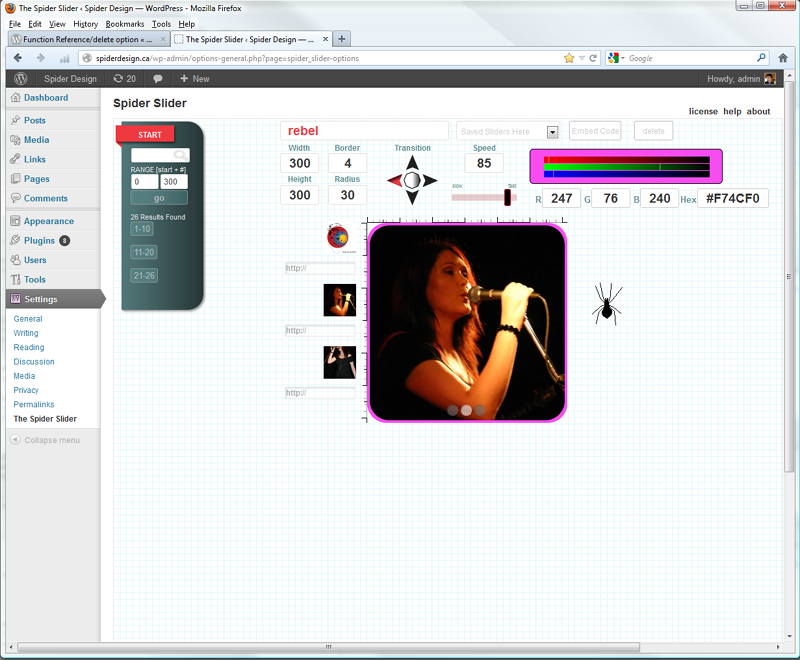 The Spider Slider ‹ Spider Design — WordPress - Mozilla Firefox
File Edit View History Bookmarks Tools Help
Function Reference/delete option « ...
The Spider Slider ‹ Spider Design — ...
spiderdesign.ca/wp-admin/options-general.php?page=spider_slider-options
Google
Spider Design 20 + New
Howdy, admin
Dashboard
Posts
Media
Links
Pages
Comments
Appearance
Plugins 8
Users
Tools
Settings
General
Writing
Reading
Discussion
Media
Privacy
Permalinks
The Spider Slider
Collapse menu
Spider Slider
license help about
START
RANGE [start + #]
0 300
go
26 Results Found
1-10
11-20
21-26
rebel
Saved Sliders Here
Embed Code
delete
Width Border Transition Speed
300 4 85
Height Radius
300 30
R 247 G 76 B 240 Hex #F74CF0
http://
http://
http://